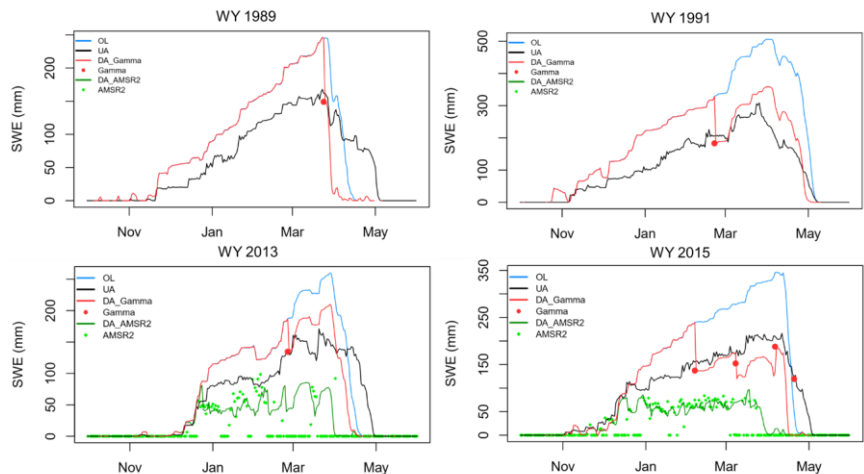 WY 1989
SWE (mm)
0 50 100 200
OL
UA
DA_Gamma
Gamma
DA_AMSR2
AMSR2
Nov Jan Mar May
WY 1991
SWE (mm)
0 100 300 500
OL
UA
DA_Gamma
Gamma
DA_AMSR2
AMSR2
Nov Jan Mar May
WY 2013
SWE (mm)
0 50 100 200
OL
UA
DA_Gamma
Gamma
DA_AMSR2
AMSR2
Nov Jan Mar May
WY 2015
SWE (mm)
0 50 150 250 350
OL
UA
DA_Gamma
Gamma
DA_AMSR2
AMSR2
Nov Jan Mar May